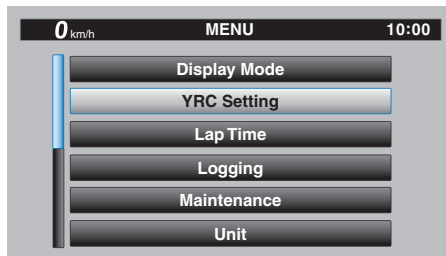 0 km/h MENU 10:00
Display Mode
YRC Setting
Lap Time
Logging
Maintenance
Unit